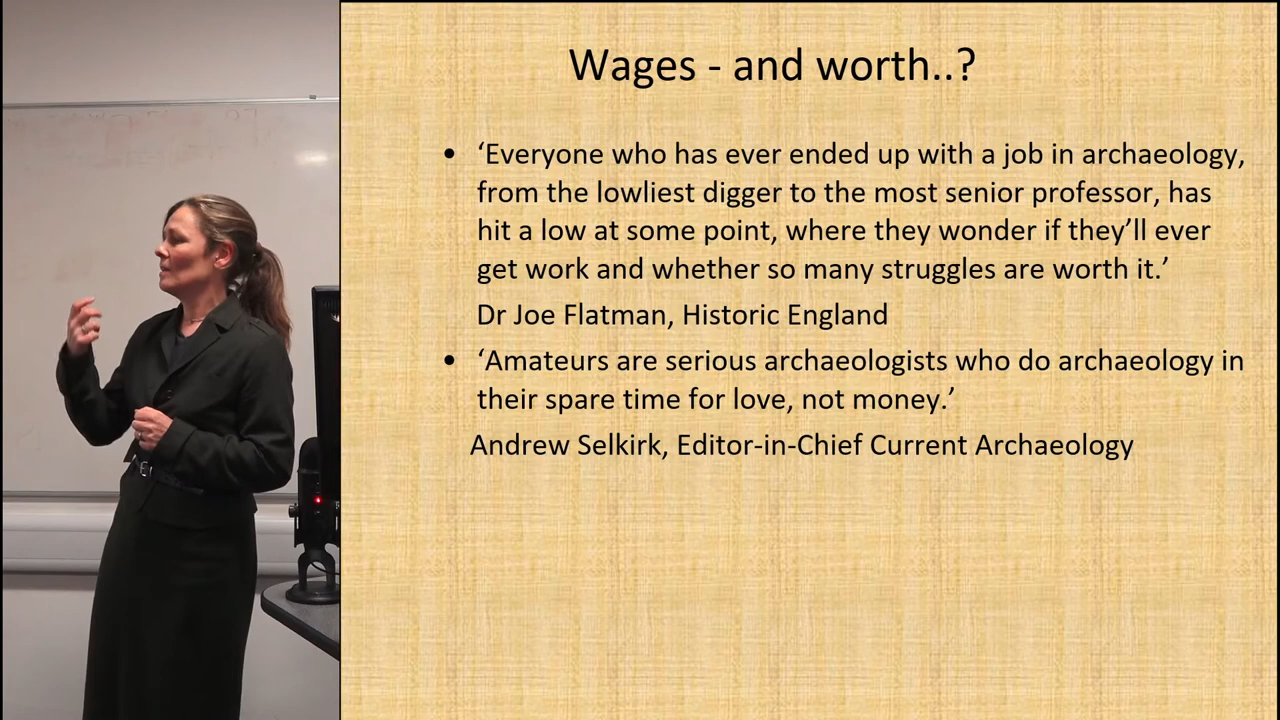 Wages - and worth..?
• ‘Everyone who has ever ended up with a job in archaeology,
from the lowliest digger to the most senior professor, has
hit a low at some point, where they wonder if they’ll ever
get work and whether so many struggles are worth it.’
Dr Joe Flatman, Historic England
• ‘Amateurs are serious archaeologists who do archaeology in
their spare time for love, not money.’
Andrew Selkirk, Editor-in-Chief Current Archaeology